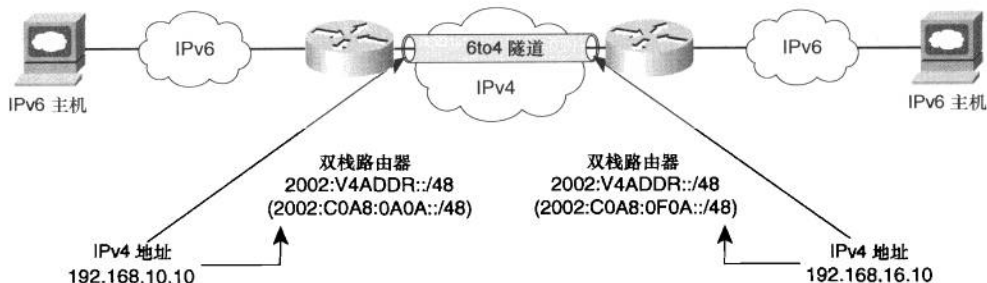 IPv6
6to4 隧道
IPv6
IPv4
IPv6 主机
IPv6 主机
双栈路由器
2002:V4ADDR::/48
(2002:C0A8:0A0A::/48)
双栈路由器
2002:V4ADDR::/48
(2002:C0A8:0F0A::/48)
IPv4 地址
192.168.10.10
IPv4 地址
192.168.16.10